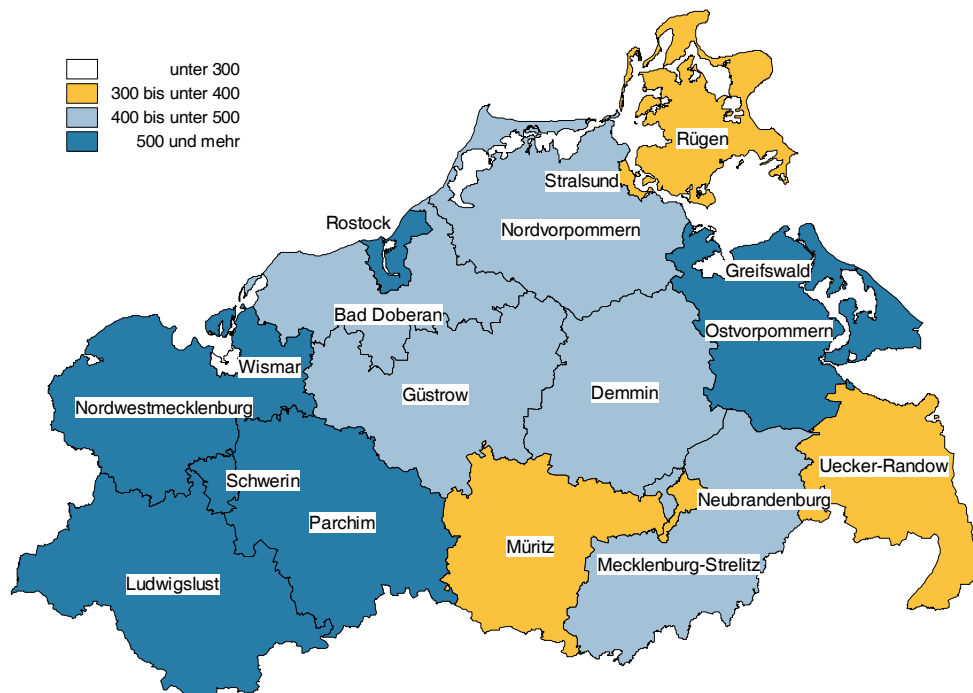 unter 300
300 bis unter 400
400 bis unter 500
500 und mehr
Rügen
Stralsund
Rostock
Nordvorpommern
Greifswald
Bad Doberan
Ostvorpommern
Wismar
Güstrow
Demmin
Nordwestmecklenburg
Uecker-Randow
Schwerin
Neubrandenburg
Parchim
Müritz
Mecklenburg-Strelitz
Ludwigslust